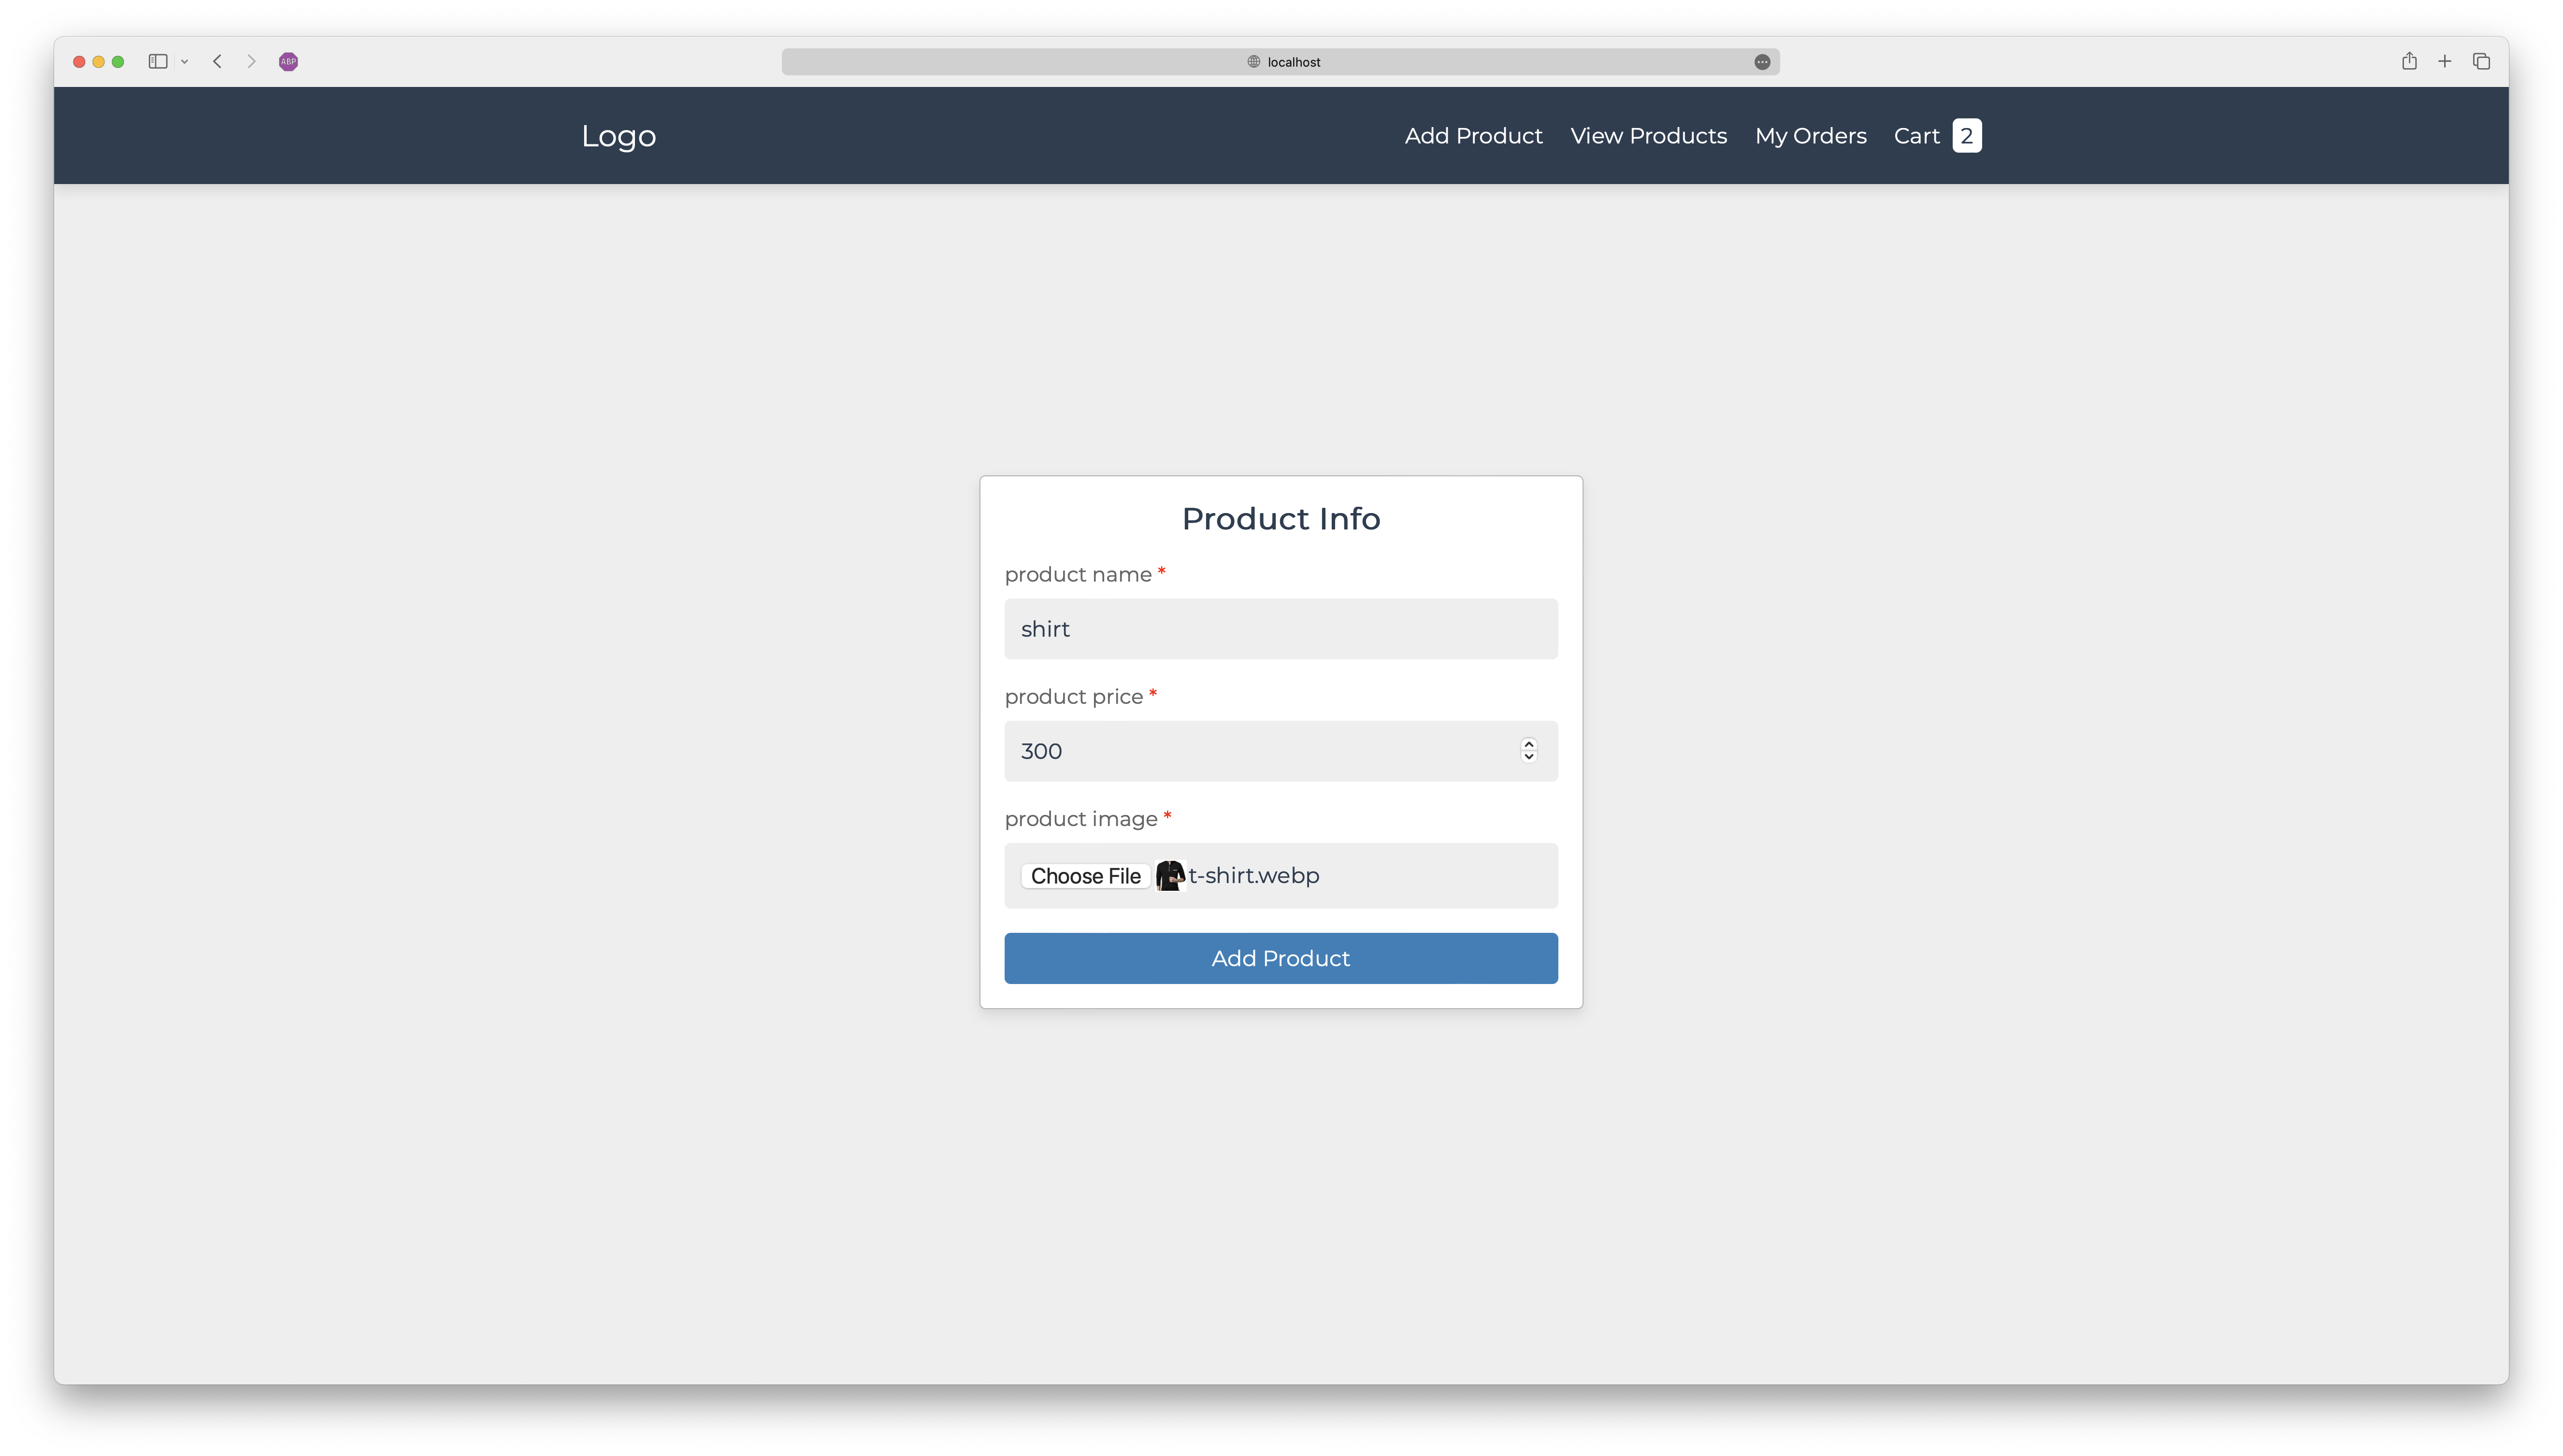 ABP
localhost
Logo
Add Product
View Products
My Orders
Cart 2
Product Info
product name *
shirt
product price *
300
product image *
Choose File t-shirt.webp
Add Product